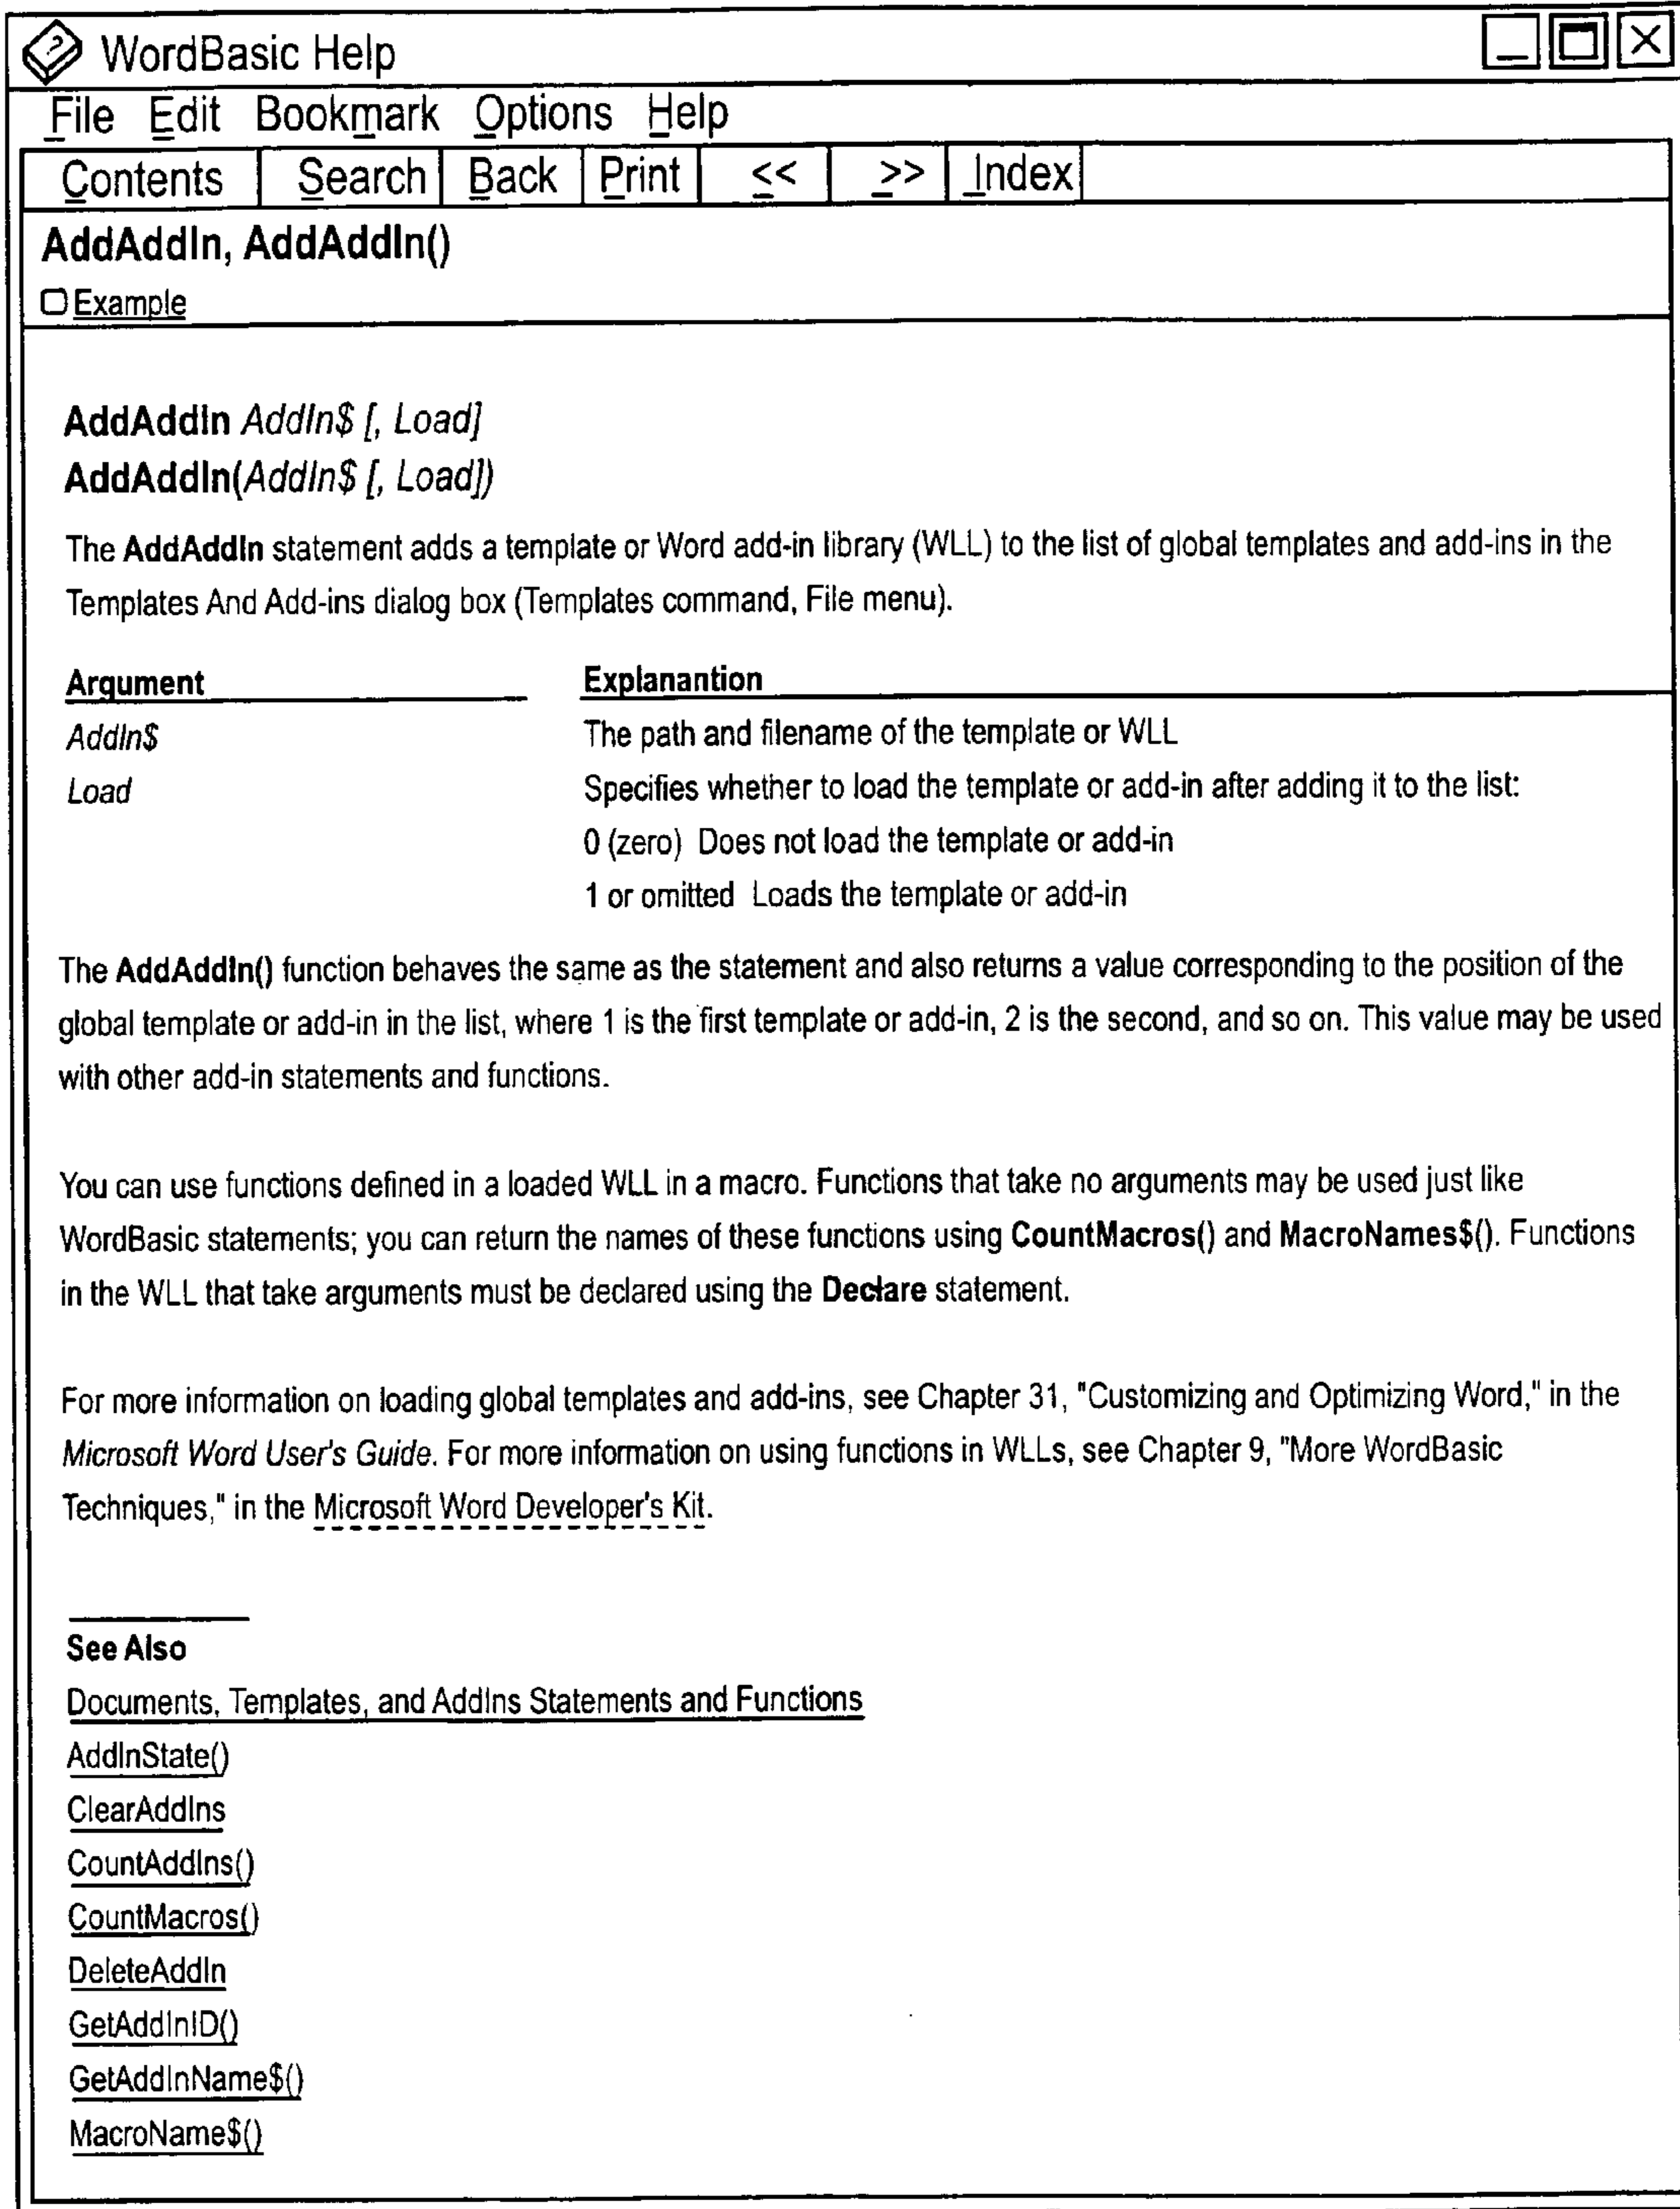 WordBasic Help
File Edit Bookmark Options Help
Contents Search Back Print << >> Index
AddAddIn, AddAddIn()
Example
AddAddIn AddIn$ [, Load]
AddAddIn(AddIn$ [, Load])
The AddAddIn statement adds a template or Word add-in library (WLL) to the list of global templates and add-ins in the
Templates And Add-ins dialog box (Templates command, File menu).
Argument Explanantion
AddIn$ The path and filename of the template or WLL
Load Specifies whether to load the template or add-in after adding it to the list:
0 (zero) Does not load the template or add-in
1 or omitted Loads the template or add-in
The AddAddIn() function behaves the same as the statement and also returns a value corresponding to the position of the
global template or add-in in the list, where 1 is the first template or add-in, 2 is the second, and so on. This value may be used
with other add-in statements and functions.
You can use functions defined in a loaded WLL in a macro. Functions that take no arguments may be used just like
WordBasic statements; you can return the names of these functions using CountMacros() and MacroNames$(). Functions
in the WLL that take arguments must be declared using the Declare statement.
For more information on loading global templates and add-ins, see Chapter 31, "Customizing and Optimizing Word," in the
Microsoft Word User's Guide. For more information on using functions in WLLs, see Chapter 9, "More WordBasic
Techniques," in the Microsoft Word Developer's Kit.
See Also
Documents, Templates, and AddIns Statements and Functions
AddInState()
ClearAddIns
CountAddIns()
CountMacros()
DeleteAddIn
GetAddInID()
GetAddInName$()
MacroName$()